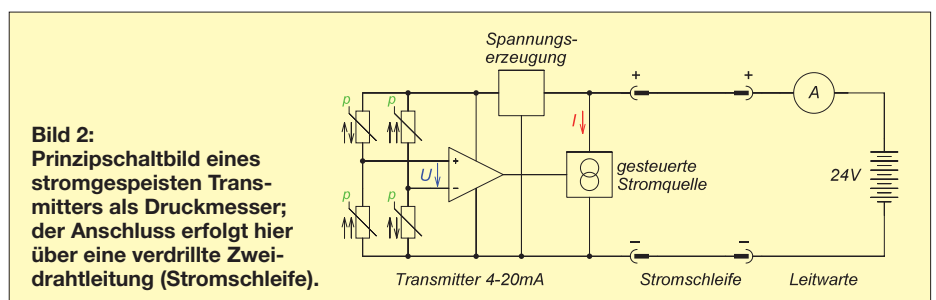 Bild 2:
Prinzipschaltbild eines
stromgespeisten Trans-
mitters als Druckmesser;
der Anschluss erfolgt hier
über eine verdrillte Zwei-
drahtleitung (Stromschleife).
Spannungs-
erzeugung
p
p
p
p
U
+
−
I
gesteuerte
Stromquelle
+
+
−
−
A
24V
Transmitter 4-20mA
Stromschleife
Leitwarte